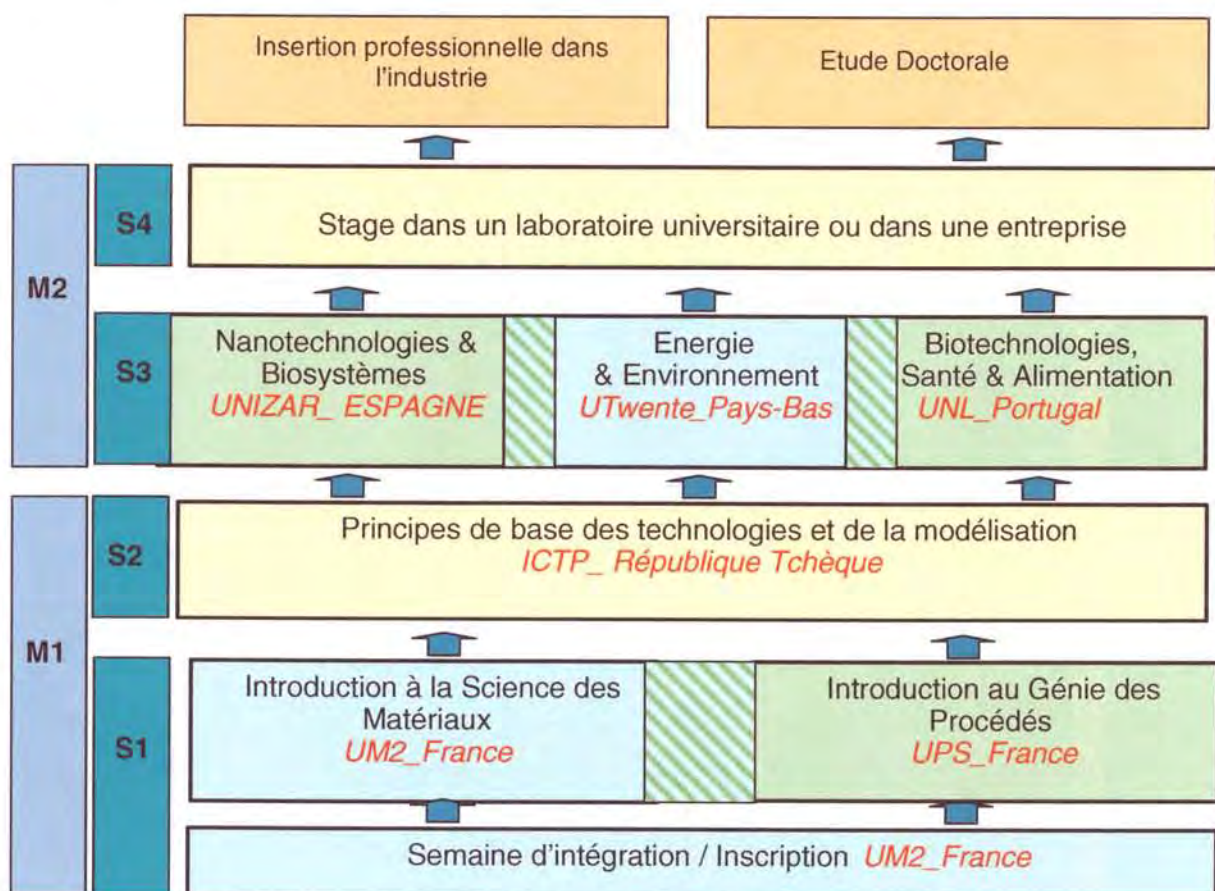 Insertion professionnelle dans
l'industrie
Etude Doctorale
M2
S4
Stage dans un laboratoire universitaire ou dans une entreprise
S3
Nanotechnologies &
Biosystèmes
UNIZAR_ ESPAGNE
Energie
& Environnement
UTwente_Pays-Bas
Biotechnologies,
Santé & Alimentation
UNL_Portugal
M1
S2
Principes de base des technologies et de la modélisation
ICTP_ République Tchèque
S1
Introduction à la Science des
Matériaux
UM2_France
Introduction au Génie des
Procédés
UPS_France
Semaine d'intégration / Inscription UM2_France